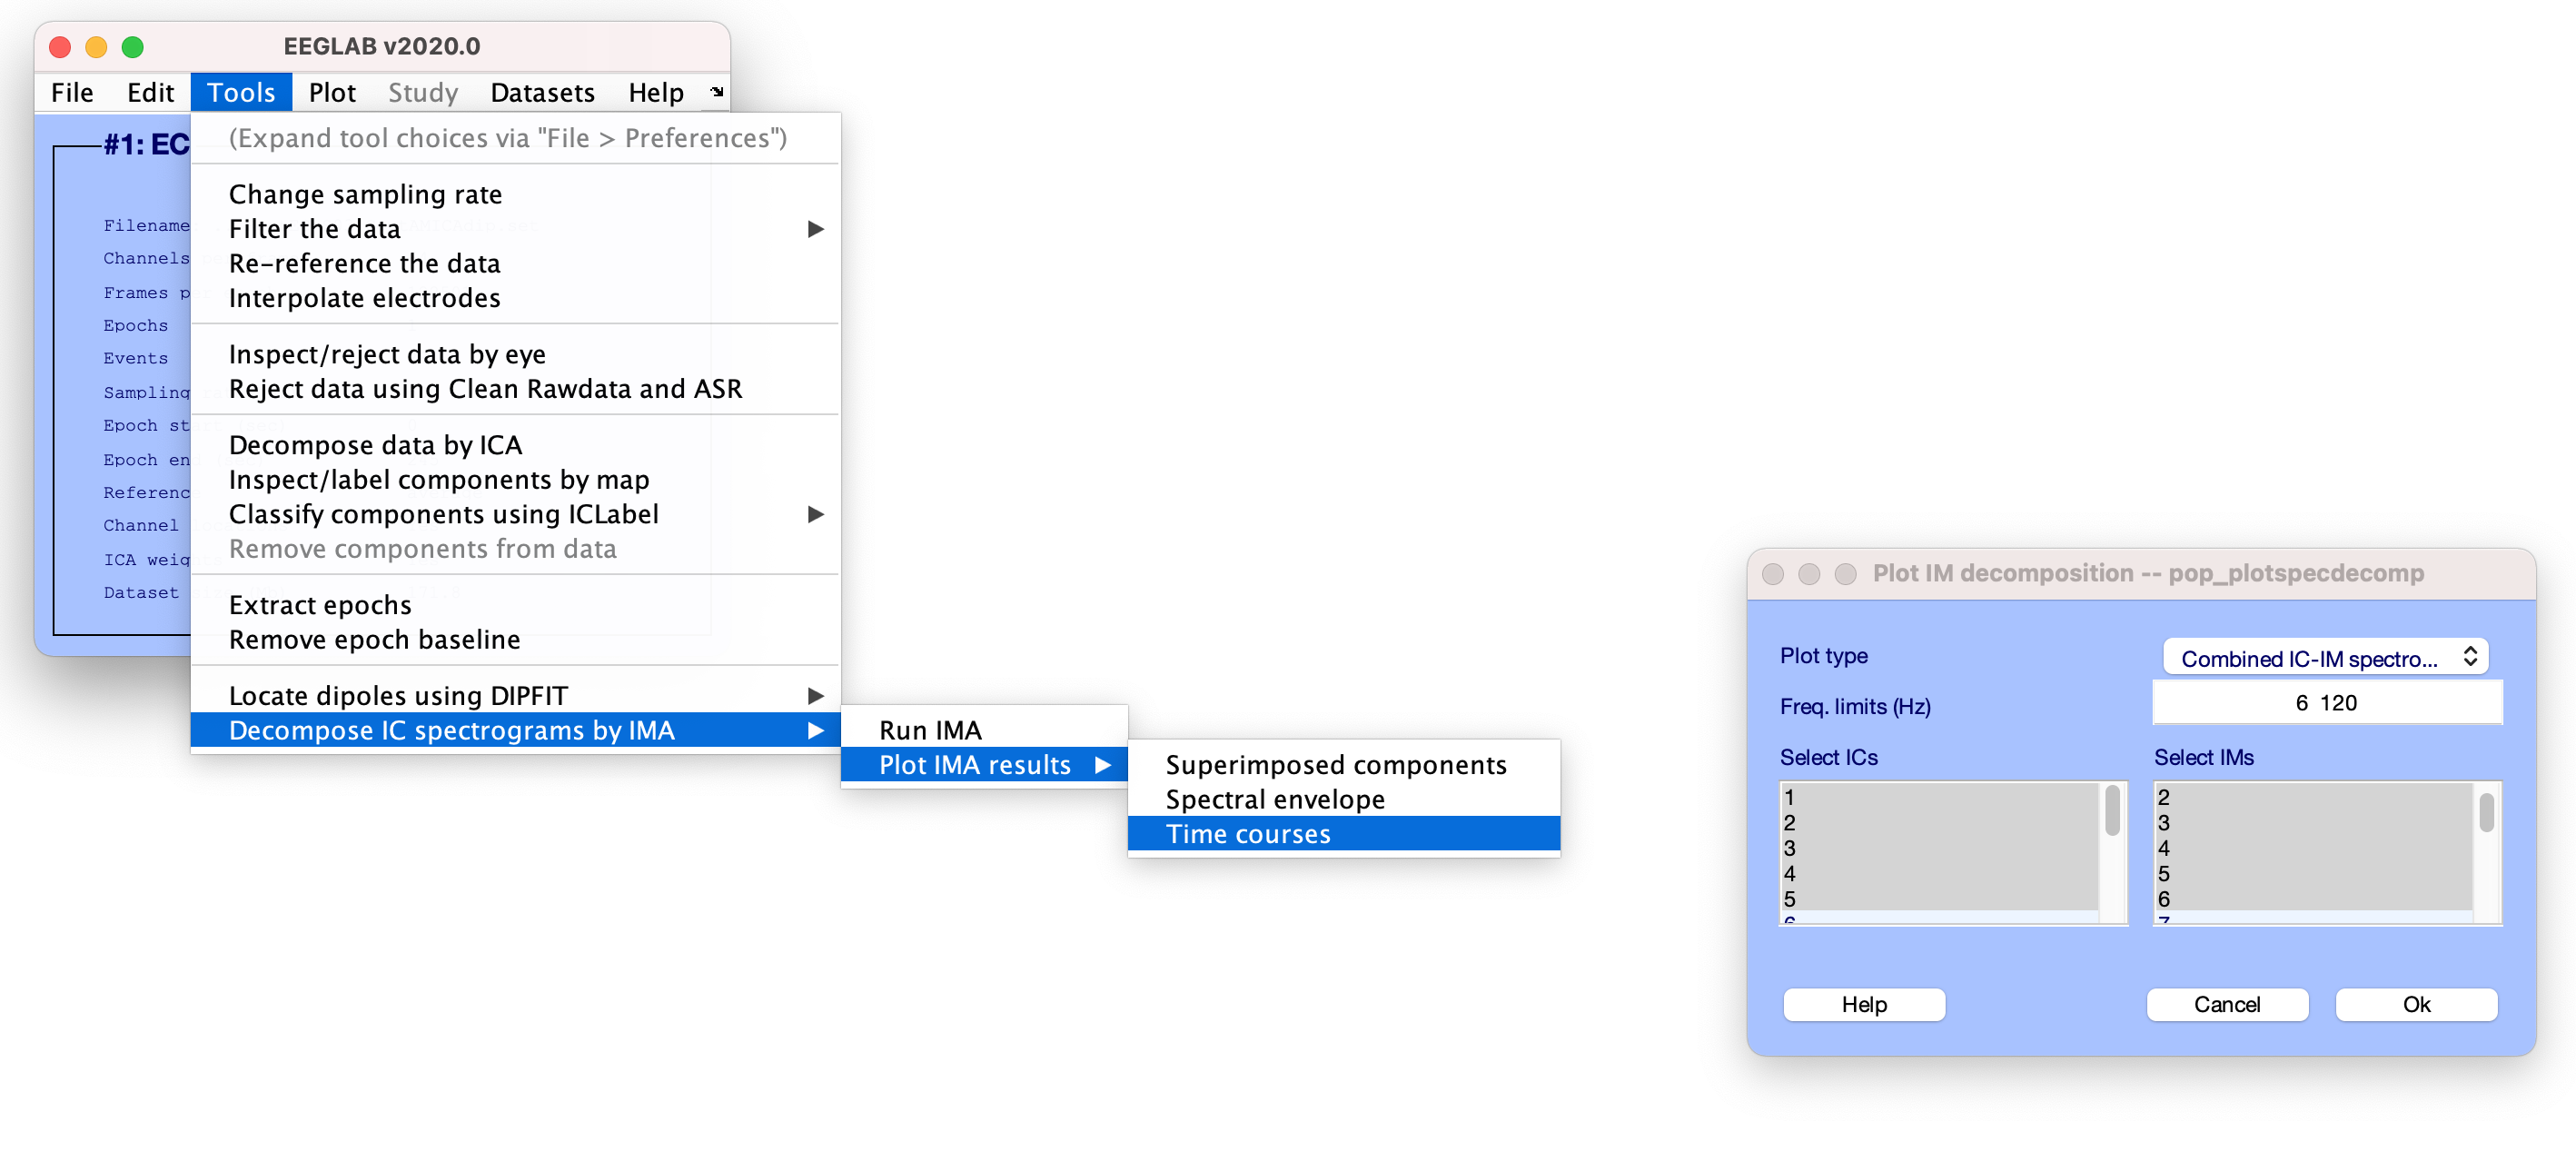 EEGLAB v2020.0
File Edit Tools Plot Study Datasets Help
#1: EC
Filename
Channels
Frames p
Epochs
Events
Sampling
Epoch st
Epoch en
Referenc
Channel
ICA weig
Dataset
(Expand tool choices via "File > Preferences")
Change sampling rate
Filter the data
Re-reference the data
Interpolate electrodes
Inspect/reject data by eye
Reject data using Clean Rawdata and ASR
Decompose data by ICA
Inspect/label components by map
Classify components using ICLabel
Remove components from data
Extract epochs
Remove epoch baseline
Locate dipoles using DIPFIT
Decompose IC spectrograms by IMA
Run IMA
Plot IMA results
Superimposed components
Spectral envelope
Time courses
Plot IM decomposition -- pop_plotspecdecomp
Plot type Combined IC-IM spectro...
Freq. limits (Hz) 6 120
Select ICs Select IMs
1 2
2 3
3 4
4 5
5 6
6 7
Help Cancel Ok